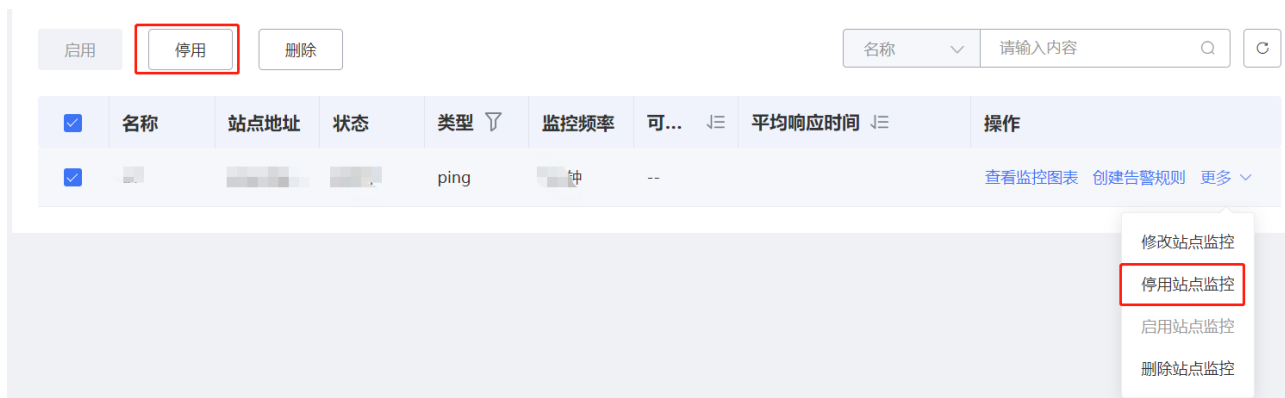 启用 停用 删除 名称 请输入内容
名称 站点地址 状态 类型 监控频率 可... 平均响应时间 操作
ping 钟 -- 查看监控图表 创建告警规则 更多
修改站点监控
停用站点监控
启用站点监控
删除站点监控